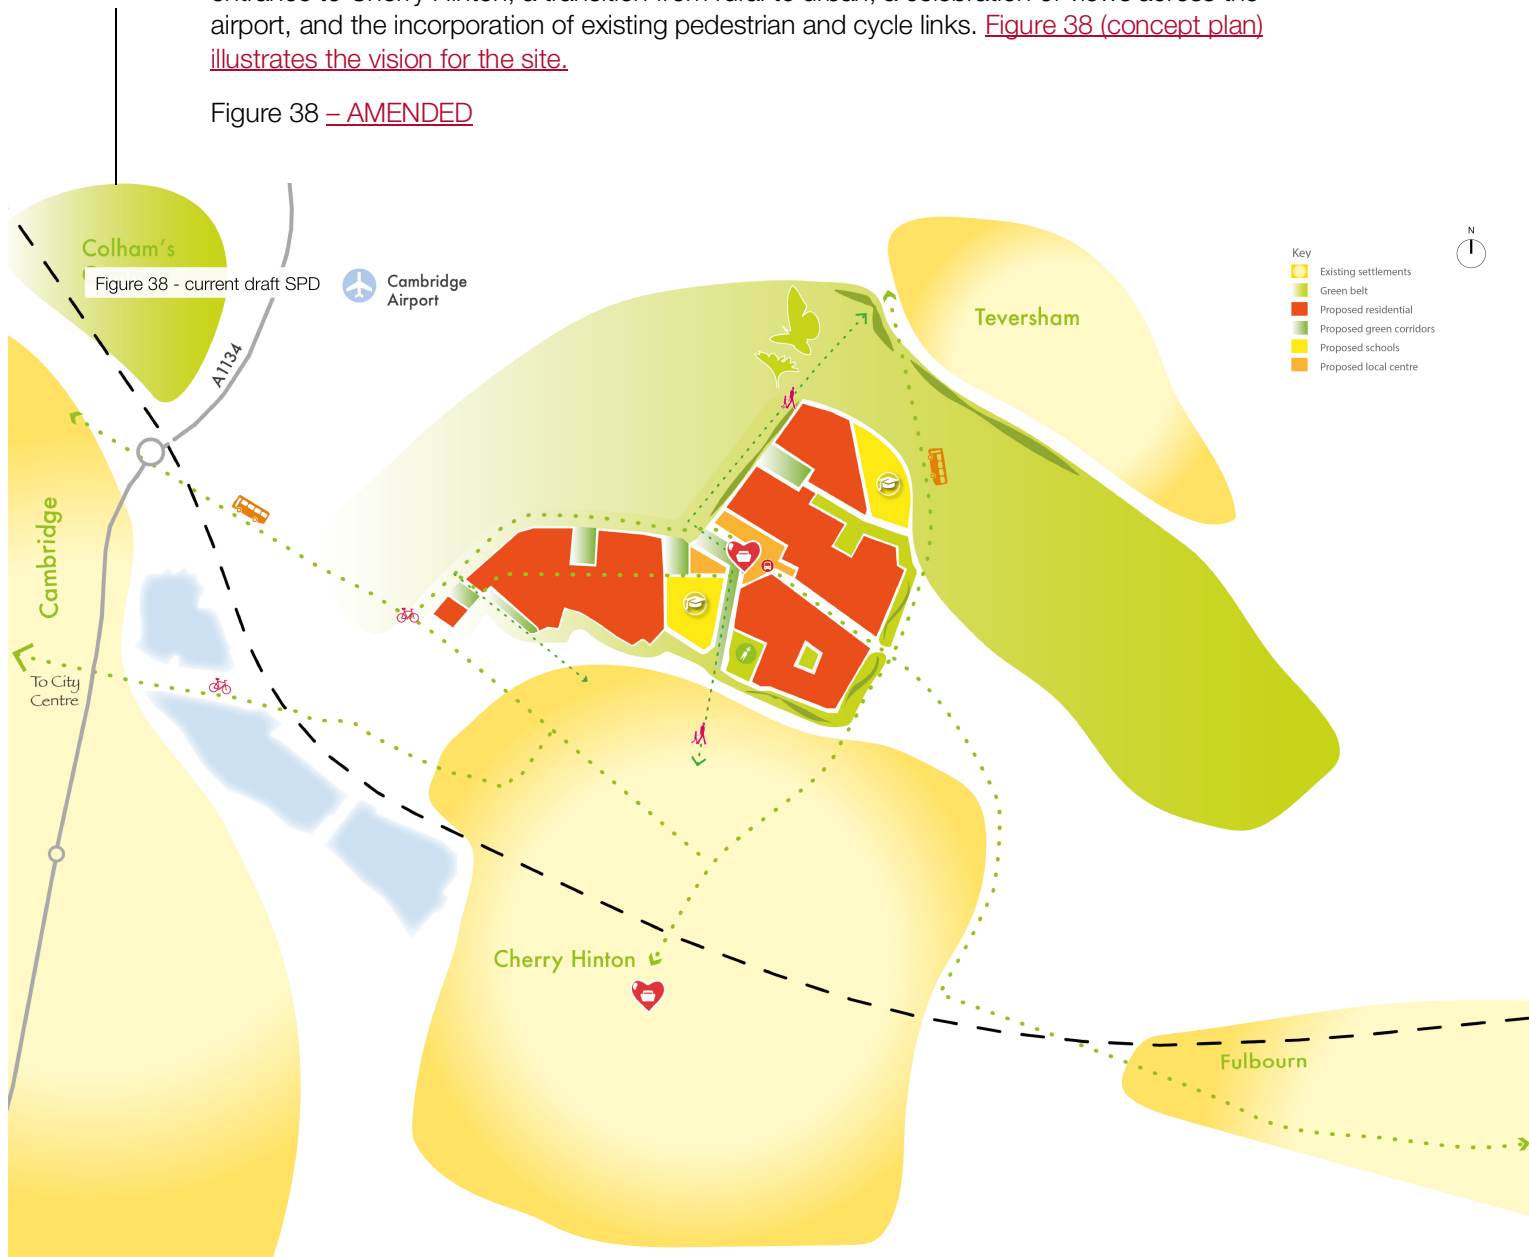 airport, and the incorporation of existing pedestrian and cycle links. Figure 38 (concept plan)
illustrates the vision for the site.
Figure 38 – AMENDED
Colham's
Figure 38 - current draft SPD
Cambridge
Airport
A1134
Teversham
N
Key
Existing settlements
Green belt
Proposed residential
Proposed green corridors
Proposed schools
Proposed local centre
Cambridge
To City
Centre
Cherry Hinton
Fulbourn